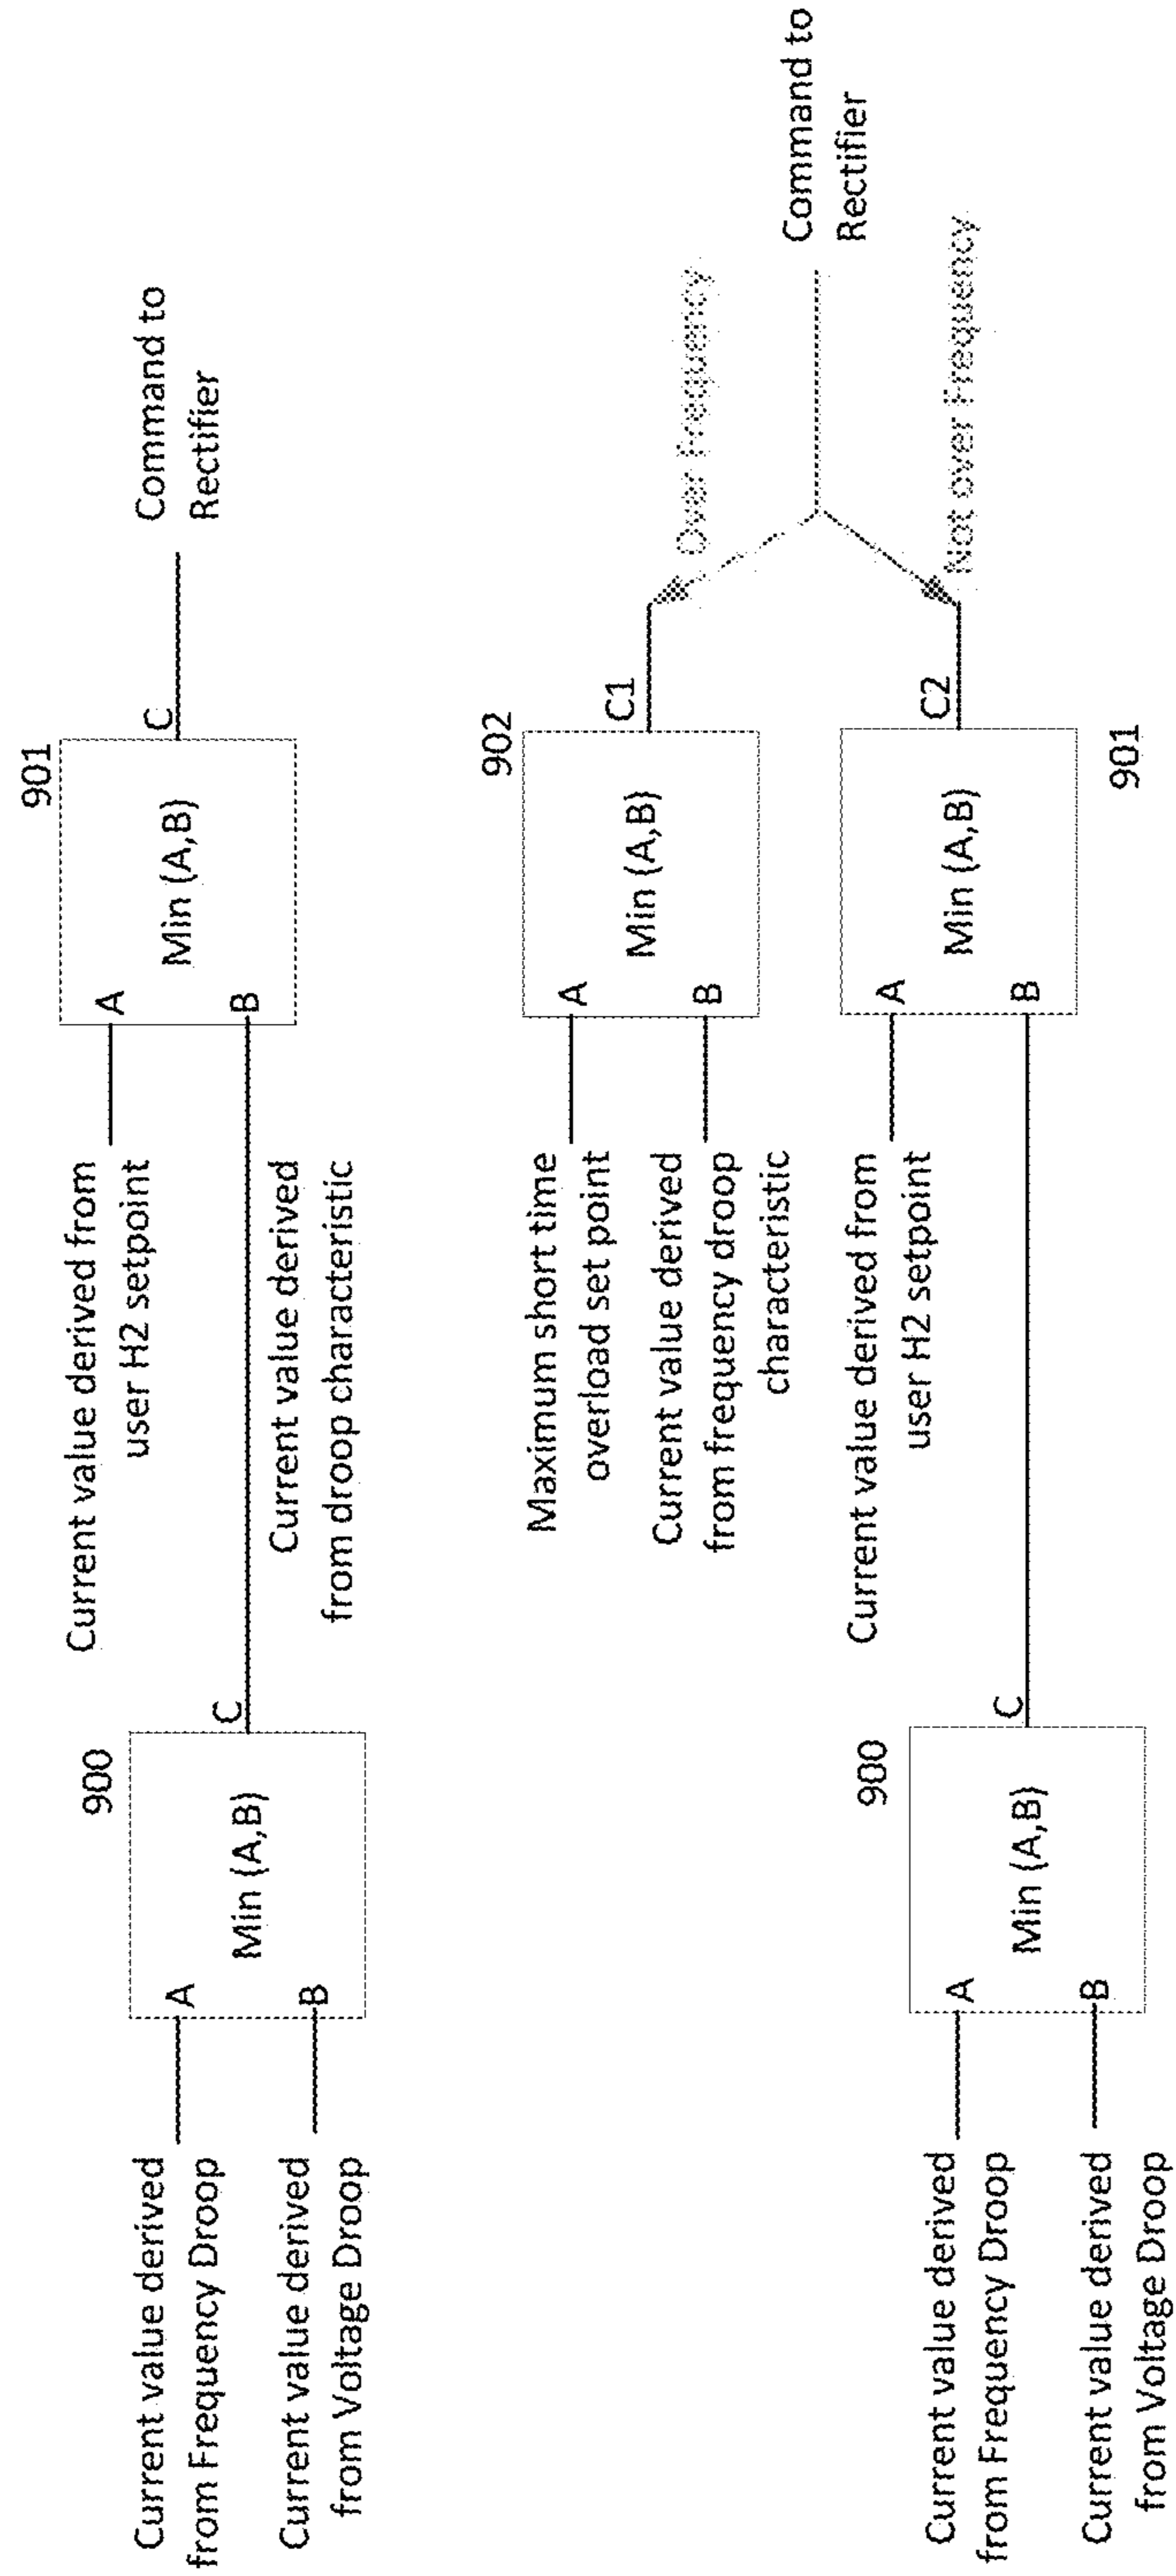 Current value derived
from Frequency Droop
Current value derived
from Voltage Droop
900
A
B
Min (A,B)
C
Current value derived from
user H2 setpoint
Current value derived
from droop characteristic
901
A
B
Min (A,B)
C
Command to
Rectifier
Maximum short time
overload set point
Current value derived
from frequency droop
characteristic
902
A
B
Min (A,B)
C1
Over Frequency
Current value derived
from Frequency Droop
Current value derived
from Voltage Droop
900
A
B
Min (A,B)
C
Current value derived from
user H2 setpoint
A
B
Min (A,B)
901
C2
Not over Frequency
Command to
Rectifier